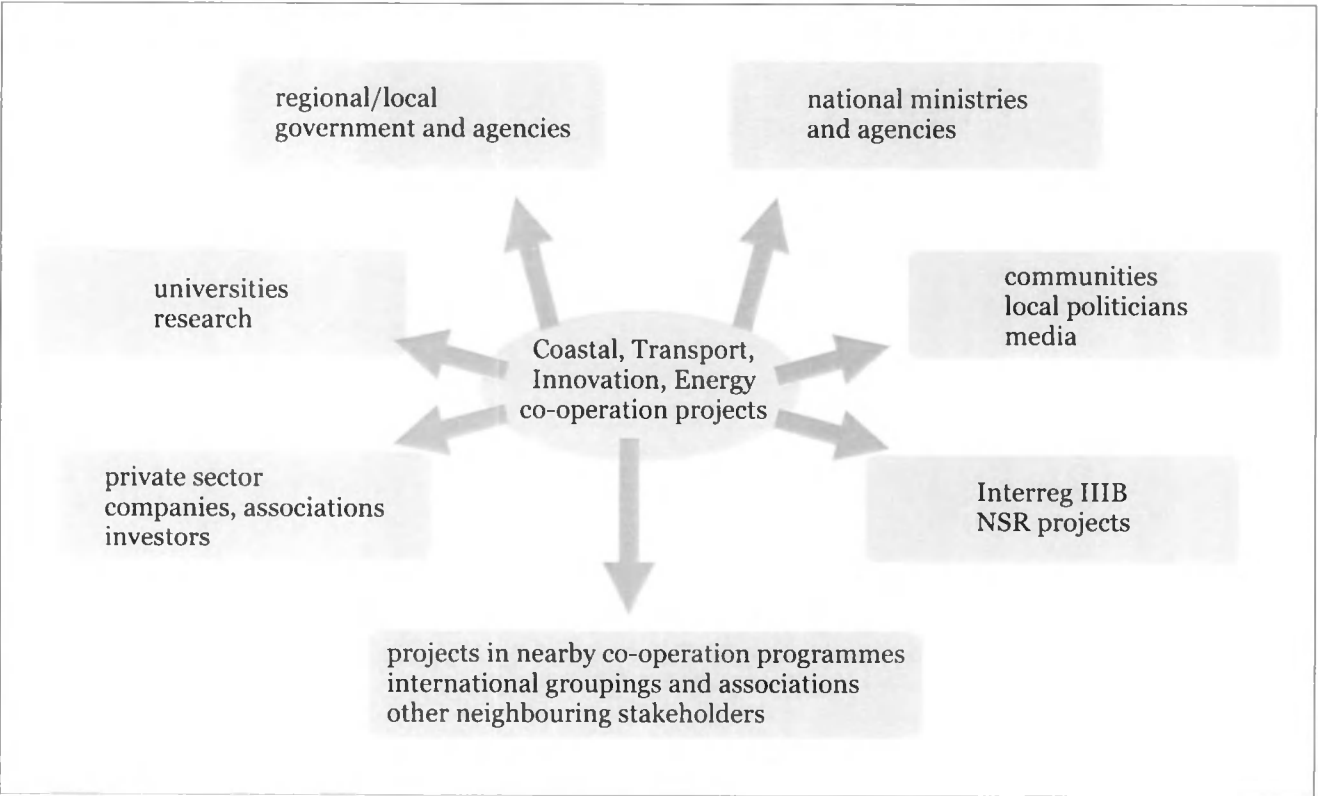 regional/local
government and agencies
national ministries
and agencies
universities
research
communities
local politicians
media
Coastal, Transport,
Innovation, Energy
co-operation projects
private sector
companies, associations
investors
Interreg IIIB
NSR projects
projects in nearby co-operation programmes
international groupings and associations
other neighbouring stakeholders